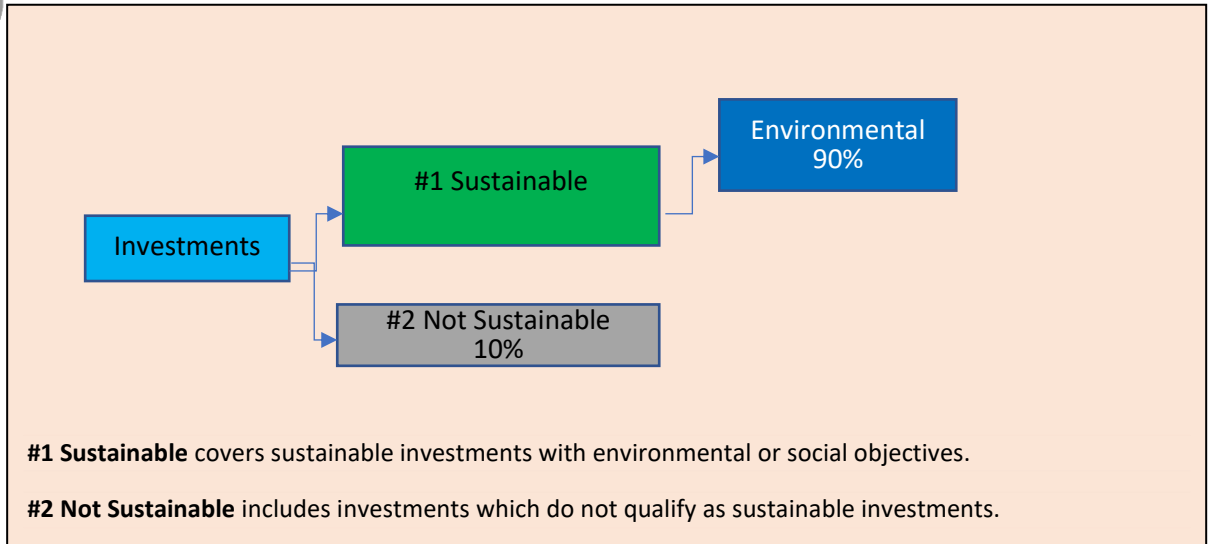 Environmental
90%
#1 Sustainable
Investments
#2 Not Sustainable
10%
#1 Sustainable covers sustainable investments with environmental or social objectives.
#2 Not Sustainable includes investments which do not qualify as sustainable investments.